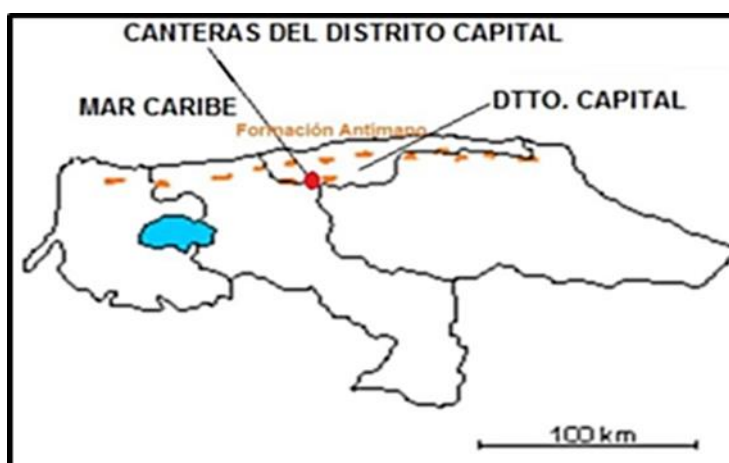 CANTERAS DEL DISTRITO CAPITAL
MAR CARIBE
DTTO. CAPITAL
Formación Antimano
100 km